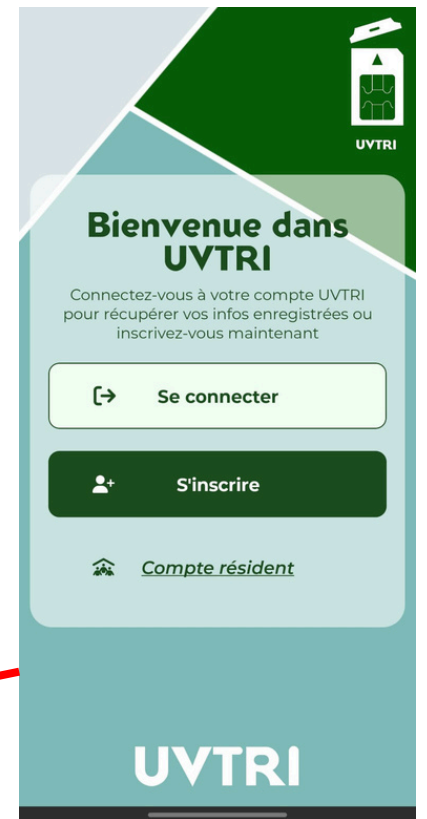 UVTRI
Bienvenue dans
UVTRI
Connectez-vous à votre compte UVTRI
pour récupérer vos infos enregistrées ou
inscrivez-vous maintenant
Se connecter
S'inscrire
Compte résident
UVTRI